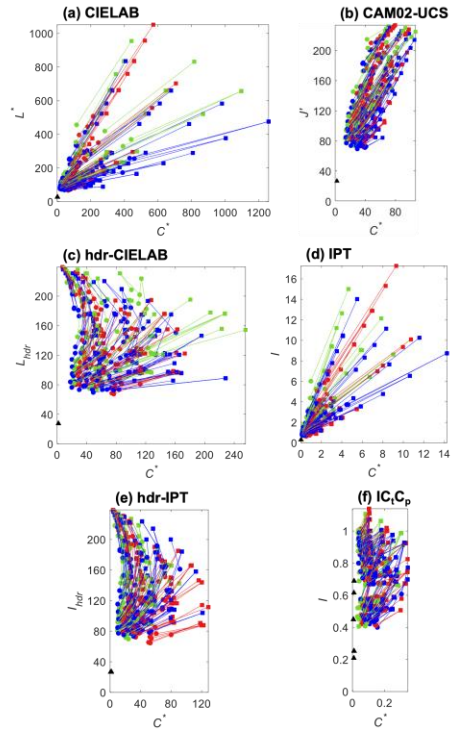 (a) CIELAB
1000
800
600
400
200
0
L*
0 200 400 600 800 1000 1200
C*
(b) CAM02-UCS
200
160
120
80
40
0
J'
0 40 80
C*
(c) hdr-CIELAB
200
160
120
80
40
0
L_hdr
0 40 80 120 160 200 240
C*
(d) IPT
16
14
12
10
8
6
4
2
0
I
0 2 4 6 8 10 12 14
C*
(e) hdr-IPT
200
160
120
80
40
0
I_hdr
0 40 80 120
C*
(f) ICtCp
1
0.8
0.6
0.4
0.2
0
I
0 0.2
C*